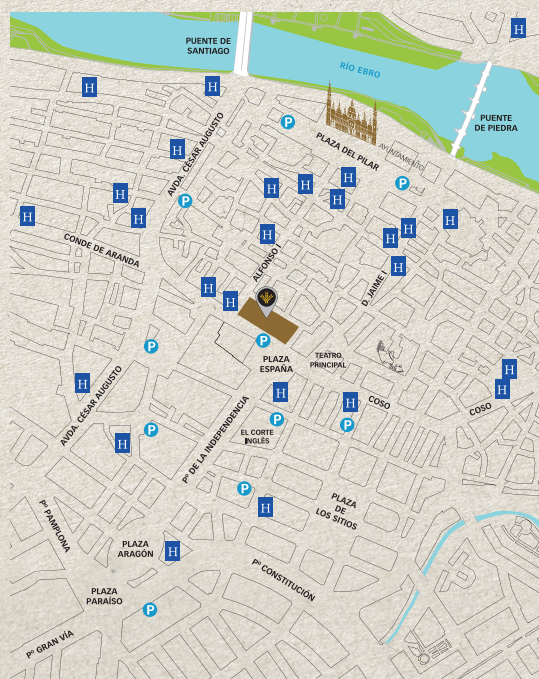 PUENTE DE
SANTIAGO
H
RÍO EBRO
H
H
PUENTE
DE PIEDRA
P
AVDA. CÉSAR AUGUSTO
H
PLAZA DEL PILAR
AYUNTAMIENTO
H
H
H
P
H
H
P
H
H
H
H
H
H
H
CONDE DE ARANDA
ALFONSO I
H
D. JAIME I
H
H
P
P
PLAZA
ESPAÑA
TEATRO
PRINCIPAL
H
H
H
AVDA. CÉSAR AUGUSTO
H
H
COSO
COSO
Pº DE LA INDEPENDENCIA
P
P
P
EL CORTE
INGLÉS
H
P
H
PLAZA
DE
LOS SITIOS
Pº PAMPLONA
PLAZA
ARAGÓN
H
Pº CONSTITUCIÓN
PLAZA
PARAÍSO
P
Pº GRAN VÍA